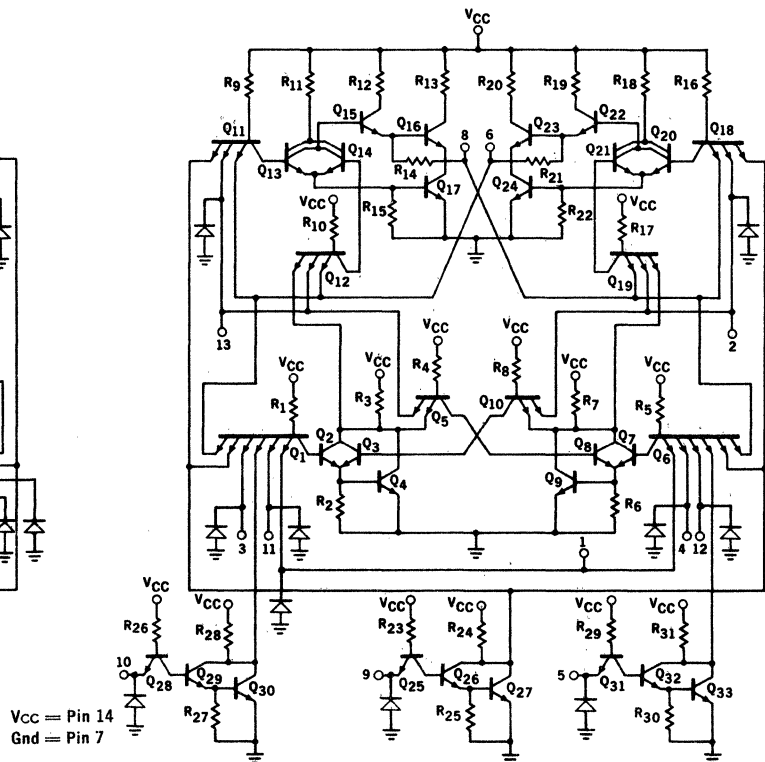 VCC
R9 R11 R12 R13 R20 R19 R18 R16
Q11 Q15 Q16 8 6 Q23 Q22 Q18
Q13 Q14 R14 Q17 Q24 R21 Q21 Q20
VCC R10 R15 R22 VCC R17
Q12 Q19
13 2
VCC VCC VCC VCC VCC VCC
R1 R3 R4 R8 R7 R5
Q5 Q10
Q1 Q2 Q3 Q4 Q9 Q8 Q7 Q6
R2 R6
3 11 1 4 12
VCC VCC VCC VCC VCC VCC
R26 R28 R23 R24 R29 R31
10 Q28 Q29 Q30 9 Q25 Q26 Q27 5 Q31 Q32 Q33
R27 R25 R30
VCC = Pin 14
Gnd = Pin 7